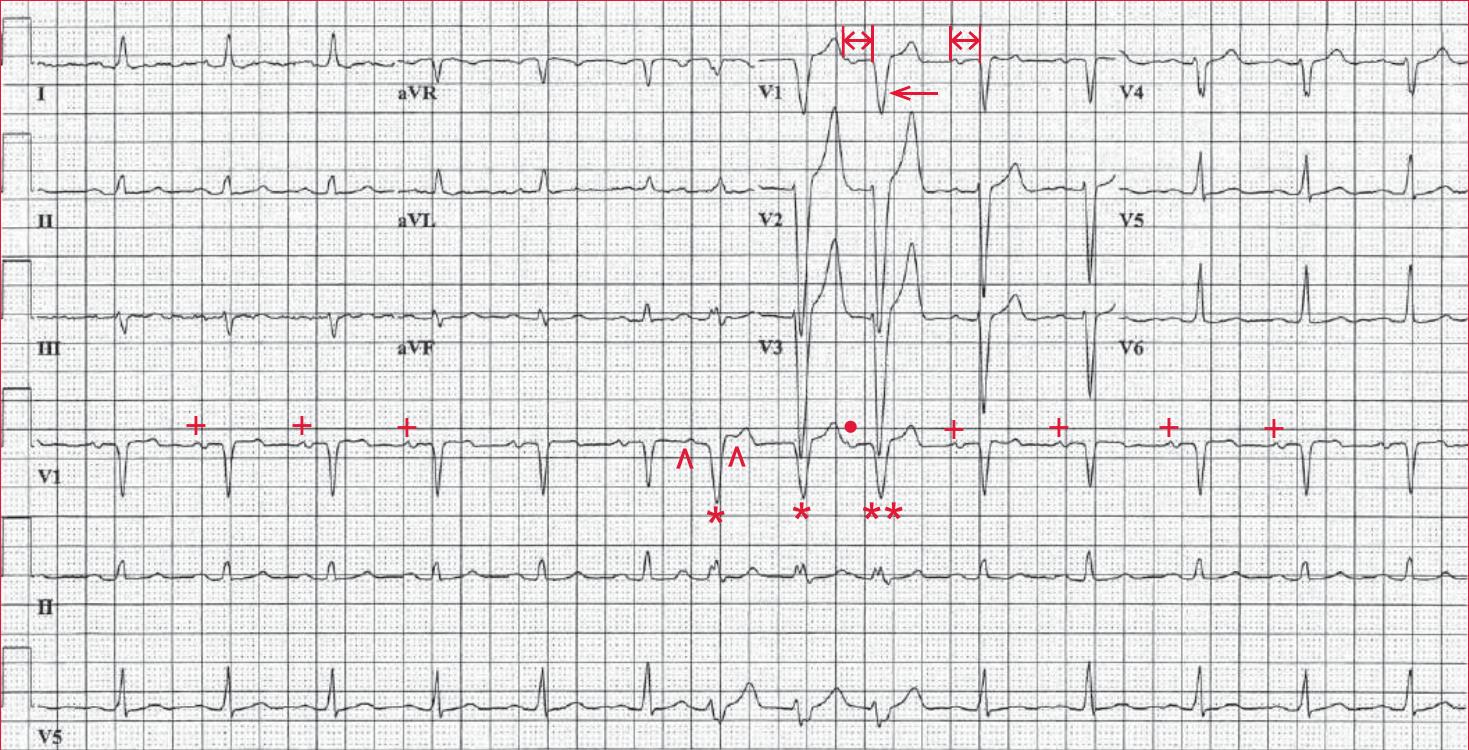 I aVR V1 V4
II aVL V2 V5
III aVF V3 V6
+ + + + + + +
V1 ^ ^
* * **
II
V5